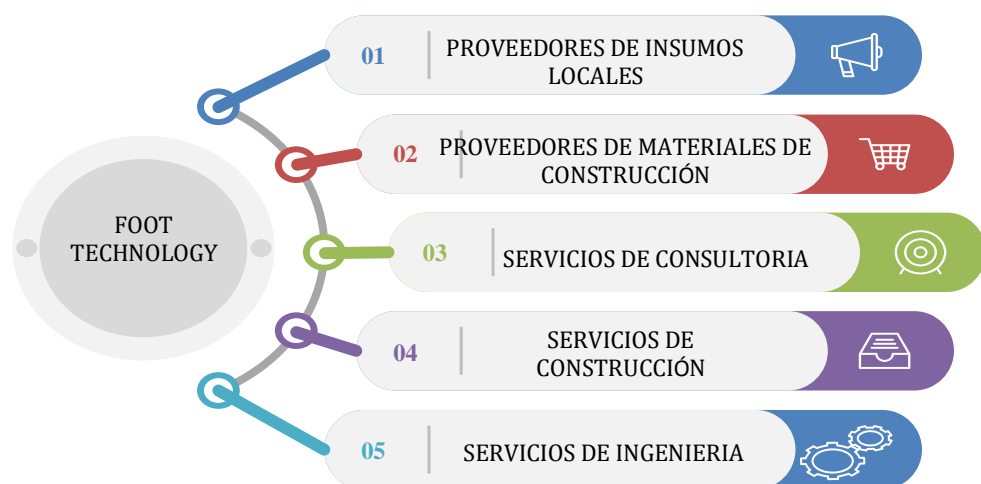 FOOT
TECHNOLOGY
01
PROVEEDORES DE INSUMOS
LOCALES
02
PROVEEDORES DE MATERIALES DE
CONSTRUCCIÓN
03
SERVICIOS DE CONSULTORIA
04
SERVICIOS DE
CONSTRUCCIÓN
05
SERVICIOS DE INGENIERIA